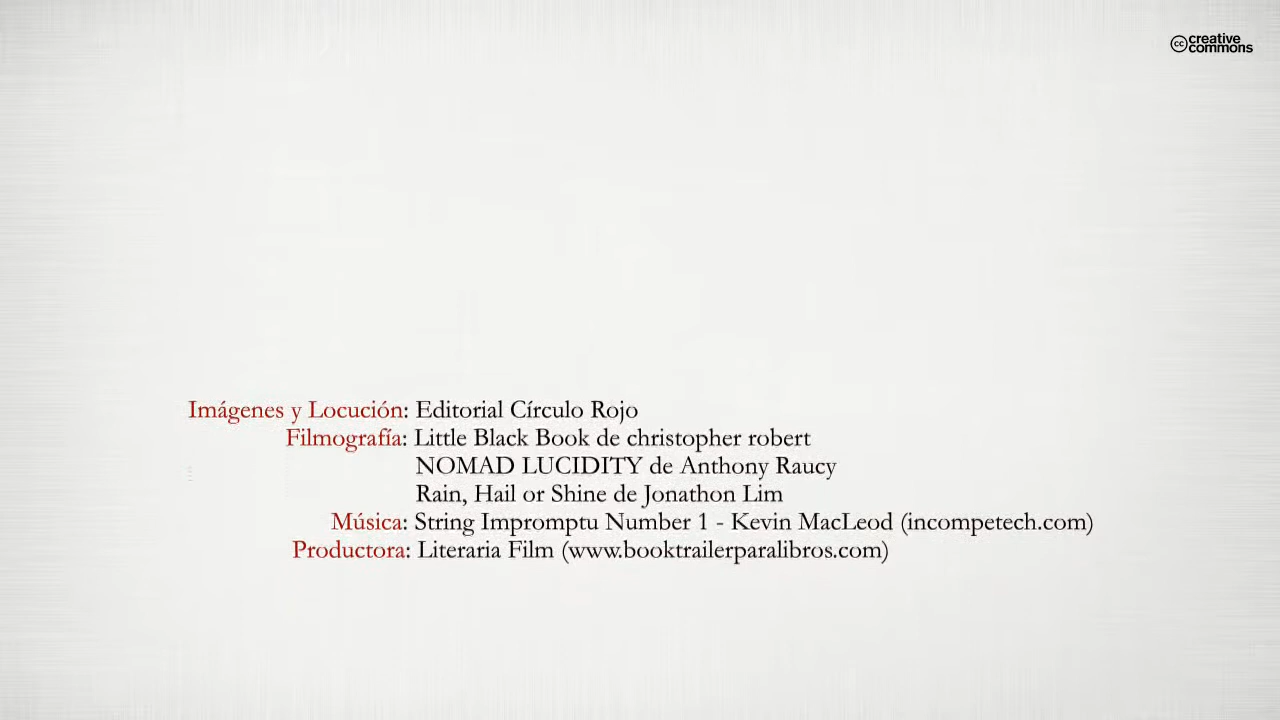 creative
commons
Imágenes y Locución: Editorial Círculo Rojo
Filmografía: Little Black Book de christopher robert
NOMAD LUCIDITY de Anthony Raucy
Rain, Hail or Shine de Jonathon Lim
Música: String Impromptu Number 1 - Kevin MacLeod (incompetech.com)
Productora: Literaria Film (www.booktrailerparalibros.com)